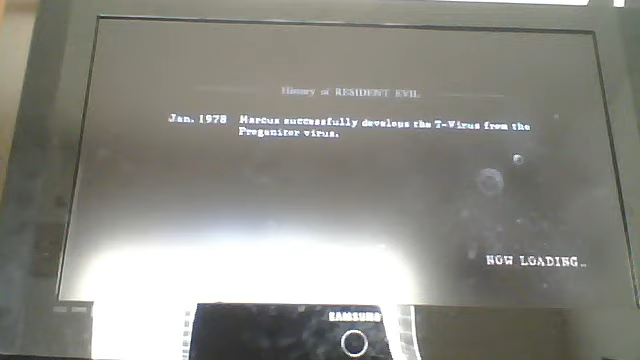 History of RESIDENT EVIL
Jan. 1978 Marcus successfully develops the T-Virus from the
Progenitor virus.
NOW LOADING...
SAMSUNG